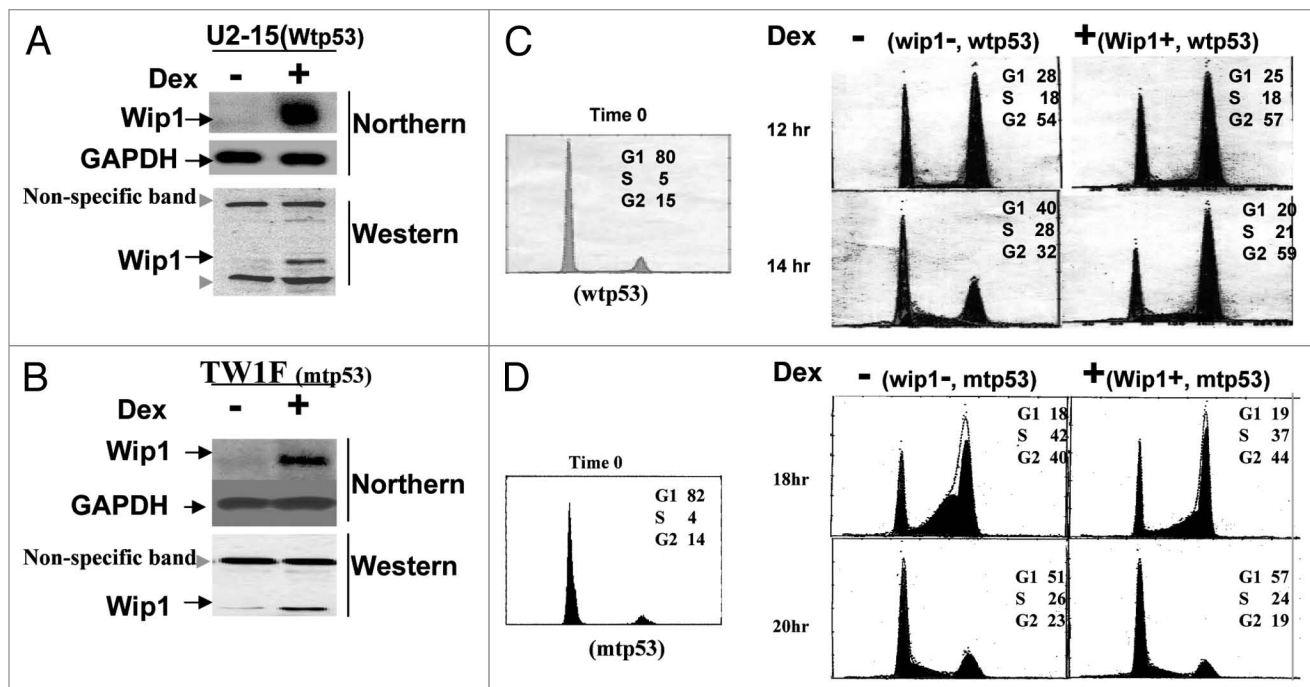 A
U2-15(Wtp53)
Dex - +
Wip1
GAPDH
Northern
Non-specific band
Wip1
Western
B
TW1F (mtp53)
Dex - +
Wip1
GAPDH
Northern
Non-specific band
Wip1
Western
C
Time 0
G1 80
S 5
G2 15
(wtp53)
Dex - (wip1-, wtp53) + (Wip1+, wtp53)
12 hr
G1 28
S 18
G2 54
G1 25
S 18
G2 57
14 hr
G1 40
S 28
G2 32
G1 20
S 21
G2 59
D
Time 0
G1 82
S 4
G2 14
(mtp53)
Dex - (wip1-, mtp53) + (Wip1+, mtp53)
18hr
G1 18
S 42
G2 40
G1 19
S 37
G2 44
20hr
G1 51
S 26
G2 23
G1 57
S 24
G2 19